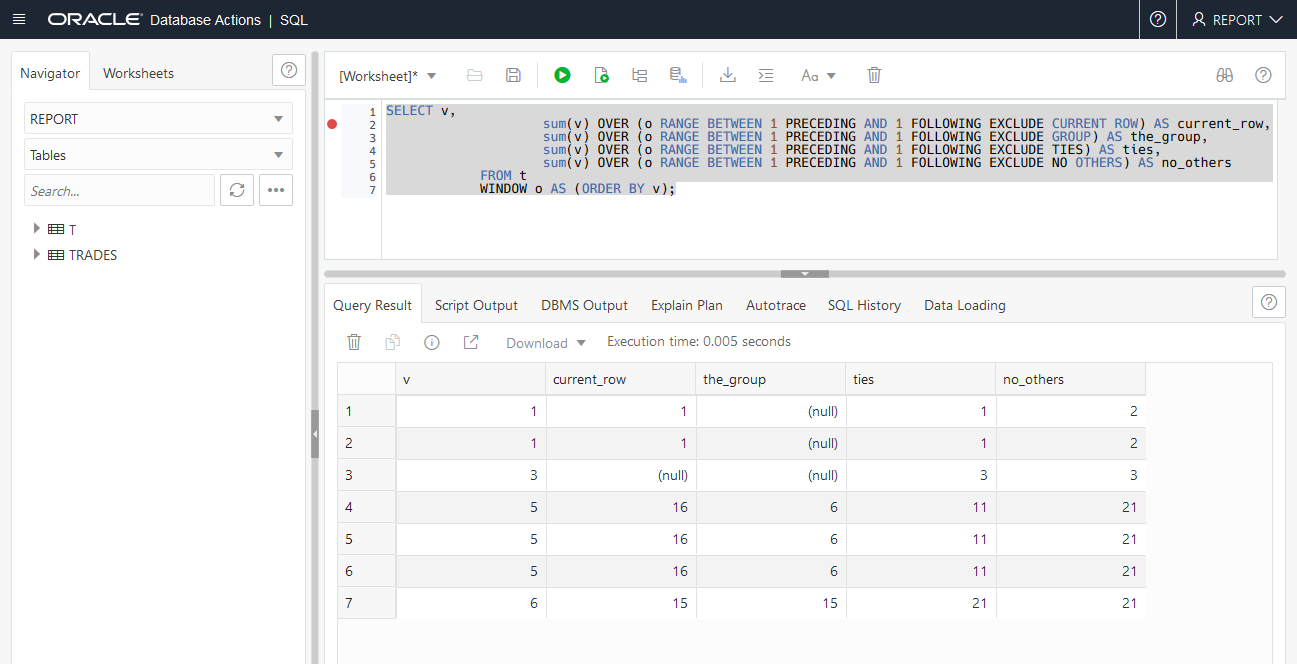 ORACLE® Database Actions | SQL
REPORT
Navigator
Worksheets
REPORT
Tables
Search...
T
TRADES
[Worksheet]*
Aa
1 SELECT v,
2 sum(v) OVER (o RANGE BETWEEN 1 PRECEDING AND 1 FOLLOWING EXCLUDE CURRENT ROW) AS current_row,
3 sum(v) OVER (o RANGE BETWEEN 1 PRECEDING AND 1 FOLLOWING EXCLUDE GROUP) AS the_group,
4 sum(v) OVER (o RANGE BETWEEN 1 PRECEDING AND 1 FOLLOWING EXCLUDE TIES) AS ties,
5 sum(v) OVER (o RANGE BETWEEN 1 PRECEDING AND 1 FOLLOWING EXCLUDE NO OTHERS) AS no_others
6 FROM t
7 WINDOW o AS (ORDER BY v);
Query Result Script Output DBMS Output Explain Plan Autotrace SQL History Data Loading
Download Execution time: 0.005 seconds
v current_row the_group ties no_others
1 1 1 (null) 1 2
2 1 1 (null) 1 2
3 3 (null) (null) 3 3
4 5 16 6 11 21
5 5 16 6 11 21
6 5 16 6 11 21
7 6 15 15 21 21